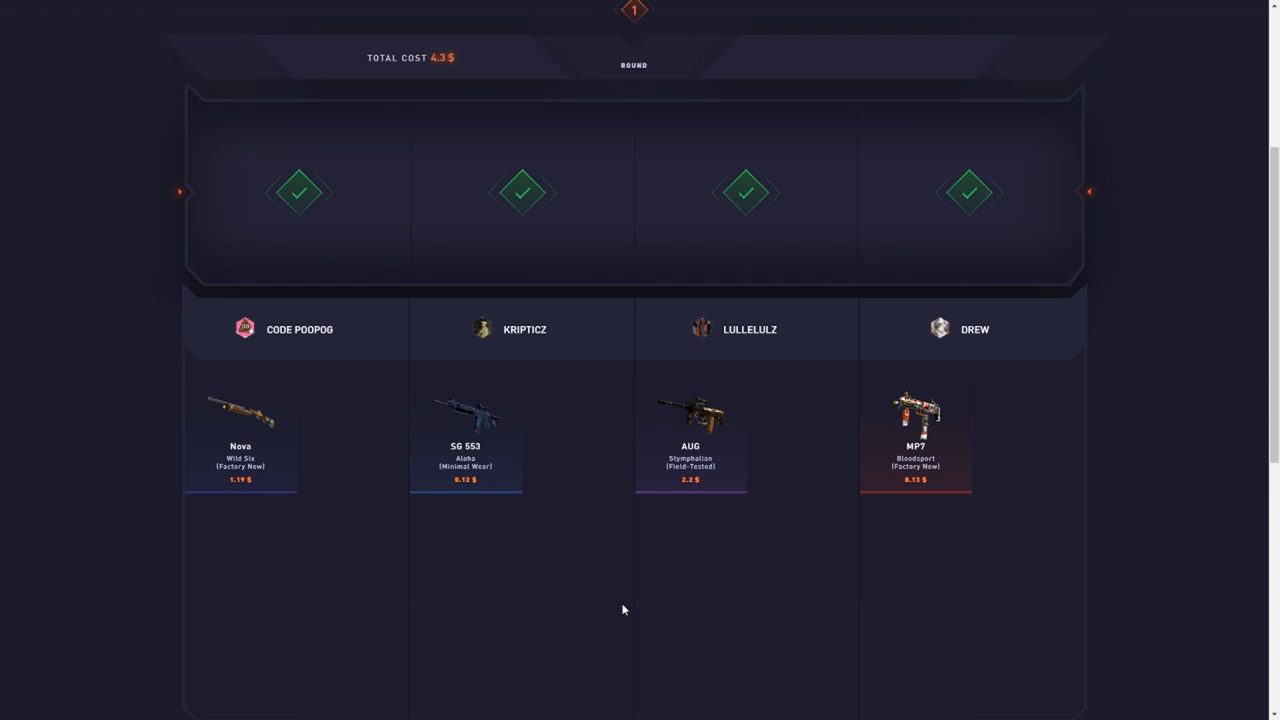 1
TOTAL COST 4.3 $
ROUND
CODE POOPOG
KRIPTICZ
LULLELULZ
DREW
Nova
Wild Six
(Factory New)
1.19 $
SG 553
Aloha
(Minimal Wear)
0.12 $
AUG
Stymphalian
(Field-Tested)
2.2 $
MP7
Bloodsport
(Factory New)
8.13 $